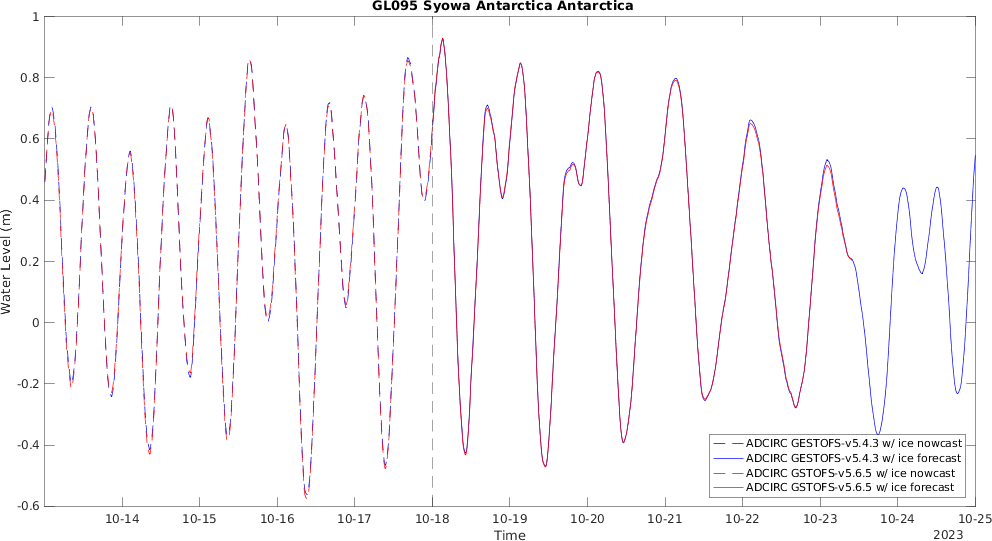 GL095 Syowa Antarctica Antarctica
1
0.8
0.6
0.4
0.2
0
-0.2
-0.4
-0.6
Water Level (m)
10-14 10-15 10-16 10-17 10-18 10-19 10-20 10-21 10-22 10-23 10-24 10-25
Time
2023
ADCIRC GESTOFS-v5.4.3 w/ ice nowcast
ADCIRC GESTOFS-v5.4.3 w/ ice forecast
ADCIRC GSTOFS-v5.6.5 w/ ice nowcast
ADCIRC GSTOFS-v5.6.5 w/ ice forecast